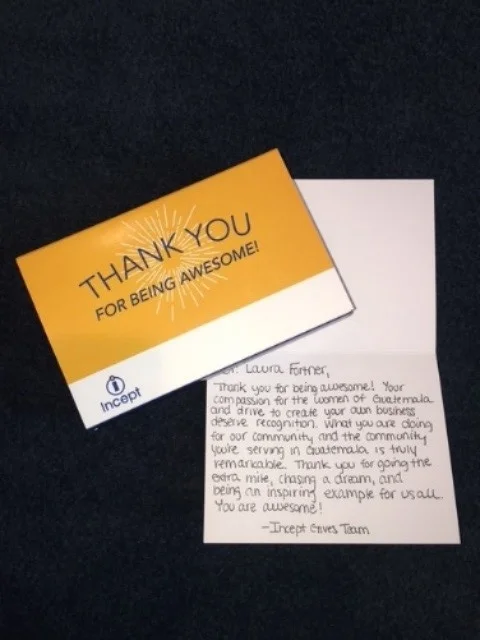 THANK YOU
FOR BEING AWESOME!
Incept
Dr. Laura Fortner,
Thank you for being awesome! Your
compassion for the women of Guatemala
and drive to create your own business
deserve recognition. What you are doing
for our community and the community
you're serving in Guatemala is truly
remarkable. Thank you for going the
extra mile, chasing a dream, and
being an inspiring example for us all.
You are awesome!
-Incept Gives Team